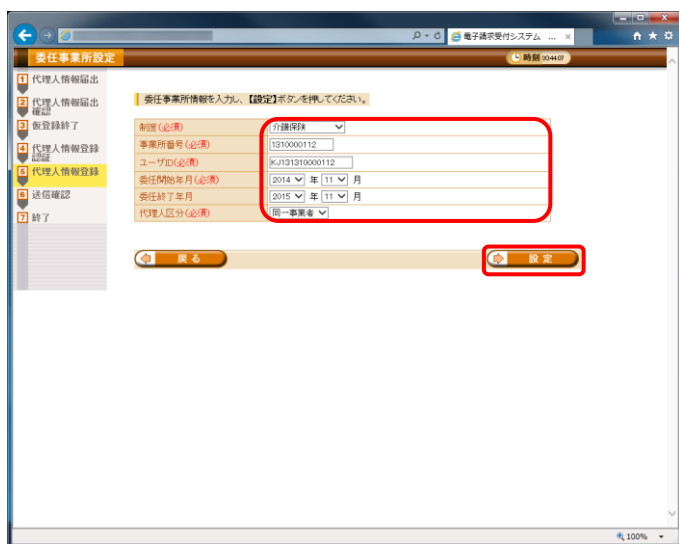 電子請求受付システム ... ×
委任事業所設定
時刻 10:44:07
1 代理人情報届出
2 代理人情報届出
確認
3 仮登録終了
4 代理人情報登録
認証
5 代理人情報登録
6 送信確認
7 終了
委任事業所情報を入力し、【設定】ボタンを押してください。
制度(必須) 介護保険
事業所番号(必須) 1310000112
ユーザID(必須) KJ131310000112
委任開始年月(必須) 2014 年 11 月
委任終了年月 2015 年 11 月
代理人区分(必須) 同一事業者
戻る
設定
100%